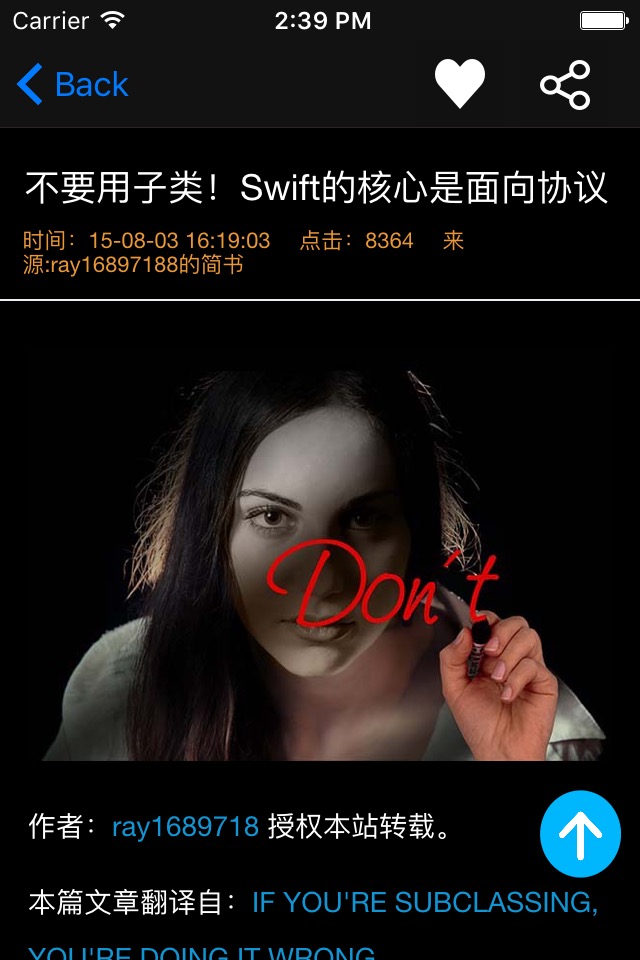 Carrier 2:39 PM
Back
不要用子类！Swift的核心是面向协议
时间：15-08-03 16:19:03 点击：8364 来
源:ray16897188的简书
Don't
作者：ray1689718 授权本站转载。
本篇文章翻译自：IF YOU'RE SUBCLASSING,
YOU'RE DOING IT WRONG